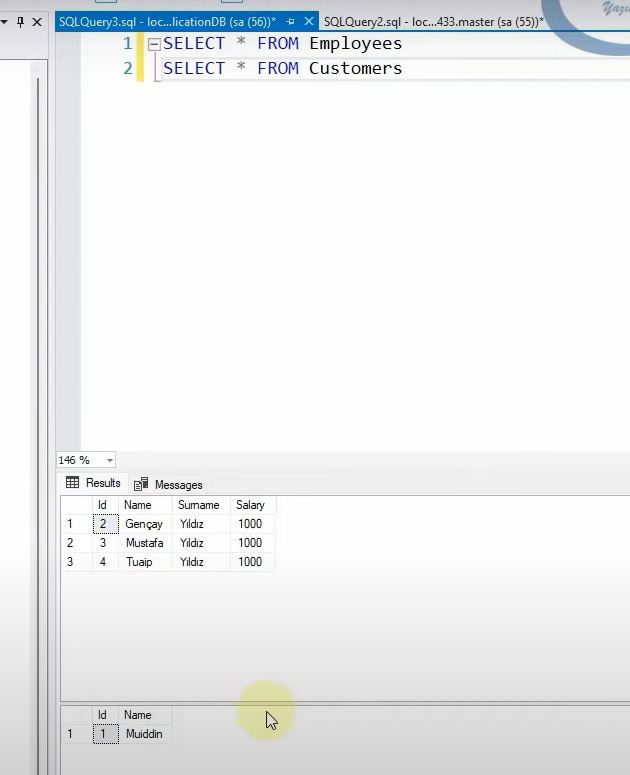 SQLQuery3.sql - loc...licationDB (sa (56))* SQLQuery2.sql - loc...433.master (sa (55))*
1 SELECT * FROM Employees
2 SELECT * FROM Customers
146 %
Results Messages
Id Name Surname Salary
1 2 Gençay Yıldız 1000
2 3 Mustafa Yıldız 1000
3 4 Tuaip Yıldız 1000
Id Name
1 1 Muiddin